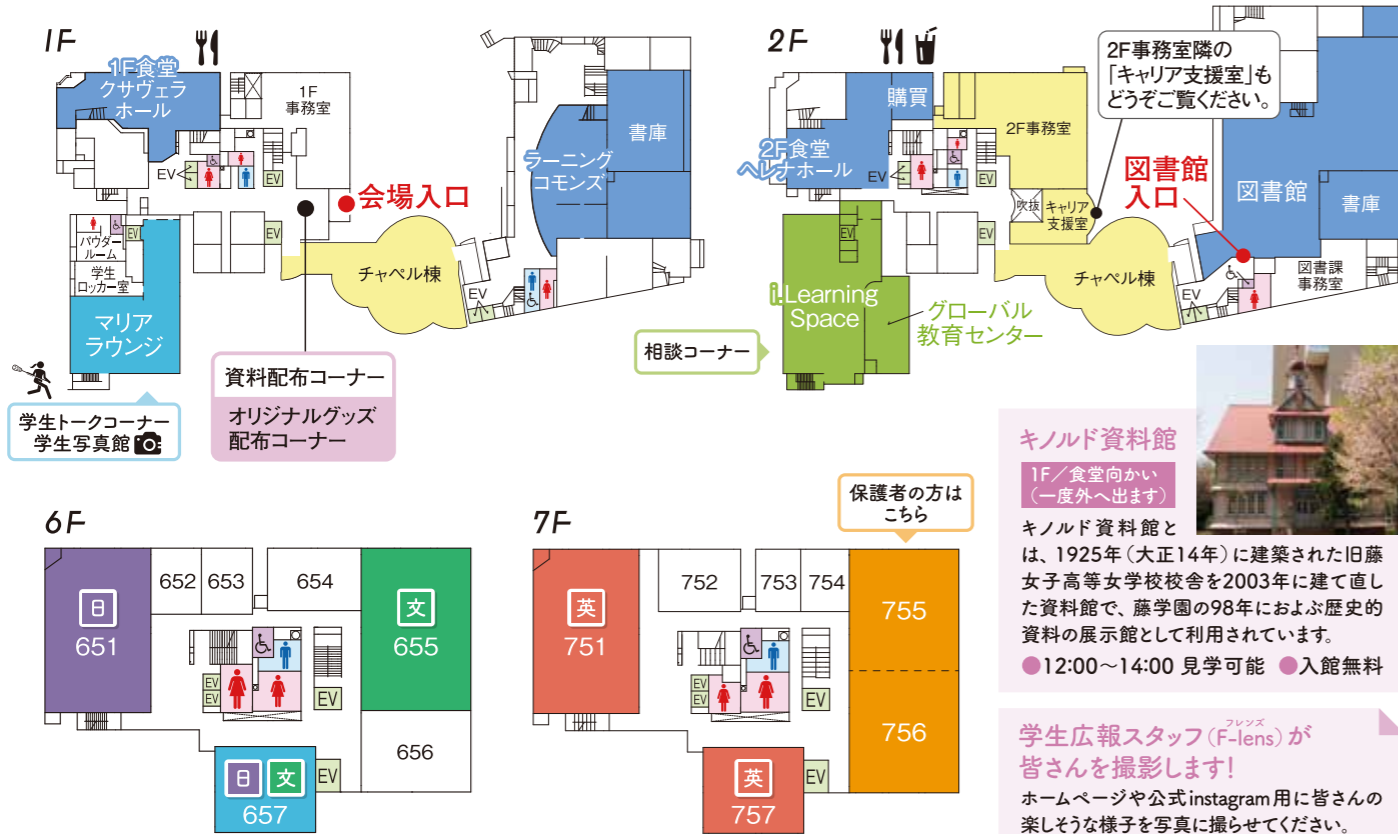 1F
1F食堂
クサヴェラ
ホール
1F
事務室
EV
EV
会場入口
EV
EV
パウダー
ルーム
学生
ロッカー室
マリア
ラウンジ
チャペル棟
EV
ラーニング
コモンズ
書庫
学生トークコーナー
学生写真館
資料配布コーナー
オリジナルグッズ
配布コーナー
2F
購買
2F食堂
ヘレナホール
EV
EV
EV
EV
2F事務室
吹抜
キャリア
支援室
2F事務室隣の
「キャリア支援室」も
どうぞご覧ください。
図書館
入口
図書館
書庫
図書課
事務室
EV
チャペル棟
i.Learning
Space
グローバル
教育センター
相談コーナー
キノルド資料館
1F/食堂向かい
(一度外へ出ます)
キノルド資料館と
は、1925年(大正14年)に建築された旧藤
女子高等女学校校舎を2003年に建て直し
た資料館で、藤学園の98年におよぶ歴史的
資料の展示館として利用されています。
●12:00〜14:00 見学可能 ●入館無料
6F
日
651
652
653
654
文
655
656
EV
EV
EV
EV
日 文
657
7F
英
751
752
753
754
755
756
EV
EV
EV
EV
英
757
保護者の方は
こちら
フレンズ
学生広報スタッフ(F-lens)が
皆さんを撮影します!
ホームページや公式instagram用に皆さんの
楽しそうな様子を写真に撮らせてください。